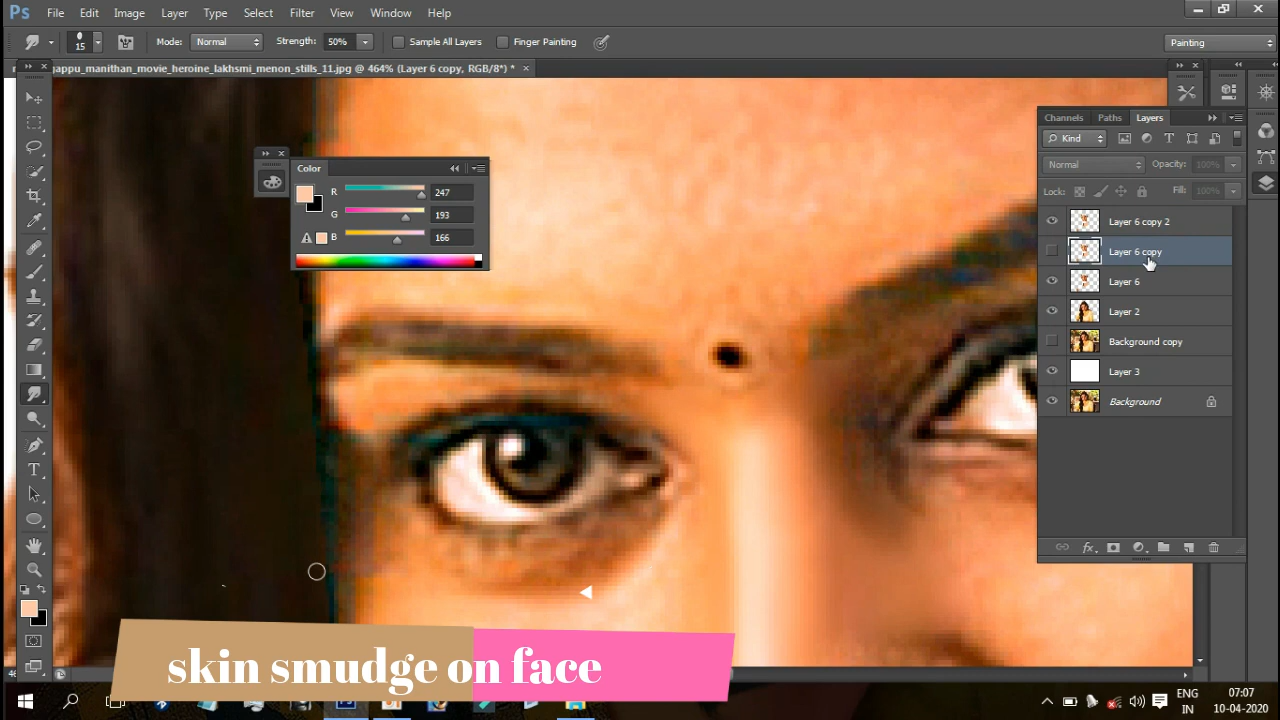 Ps File Edit Image Layer Type Select Filter View Window Help
15 Mode: Normal Strength: 50% Sample All Layers Finger Painting Painting
gappu_manithan_movie_heroine_lakhsmi_menon_stills_11.jpg @ 464% (Layer 6 copy, RGB/8*) *
Color
R 247
G 193
B 166
Channels Paths Layers
Kind
Normal Opacity: 100%
Lock: Fill: 100%
Layer 6 copy 2
Layer 6 copy
Layer 6
Layer 2
Background copy
Layer 3
Background
skin smudge on face
ENG
IN
07:07
10-04-2020